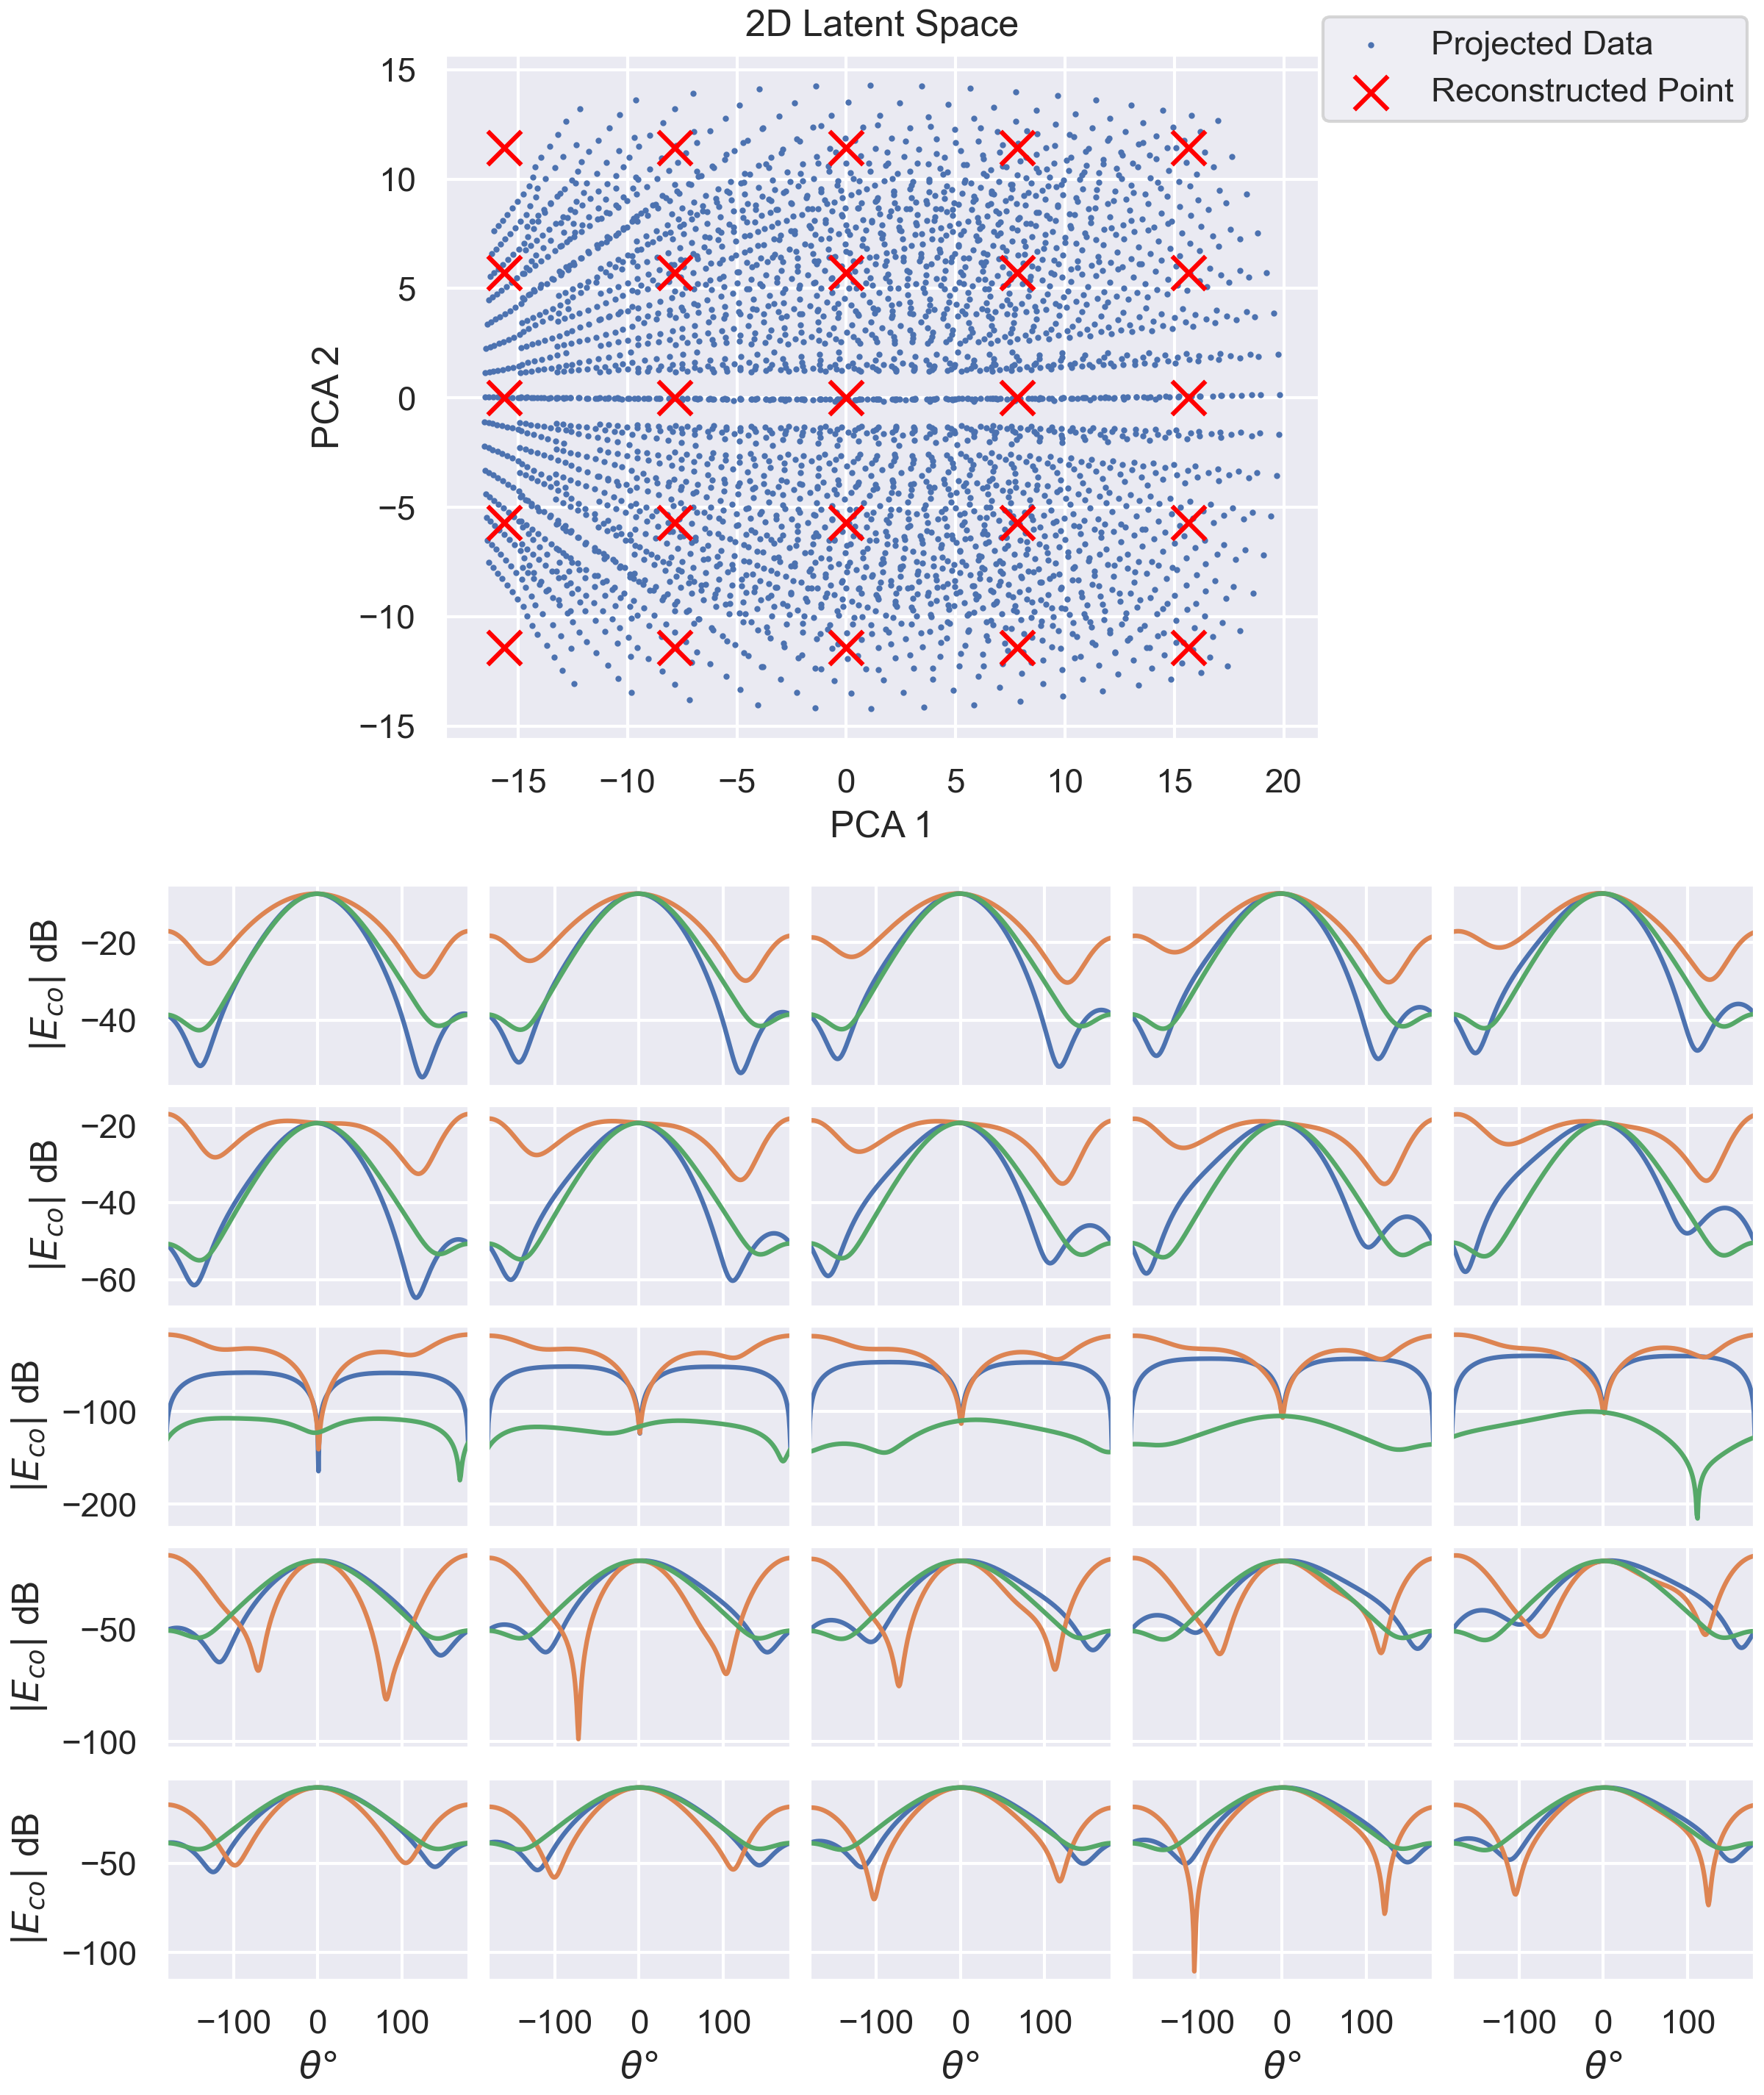 2D Latent Space
Projected Data
Reconstructed Point
15
10
5
0
−5
−10
−15
PCA 2
−15 −10 −5 0 5 10 15 20
PCA 1
|E_co| dB
−20
−40
|E_co| dB
−20
−40
−60
|E_co| dB
−100
−200
|E_co| dB
−50
−100
|E_co| dB
−50
−100
−100 0 100 −100 0 100 −100 0 100 −100 0 100 −100 0 100
θ° θ° θ° θ° θ°